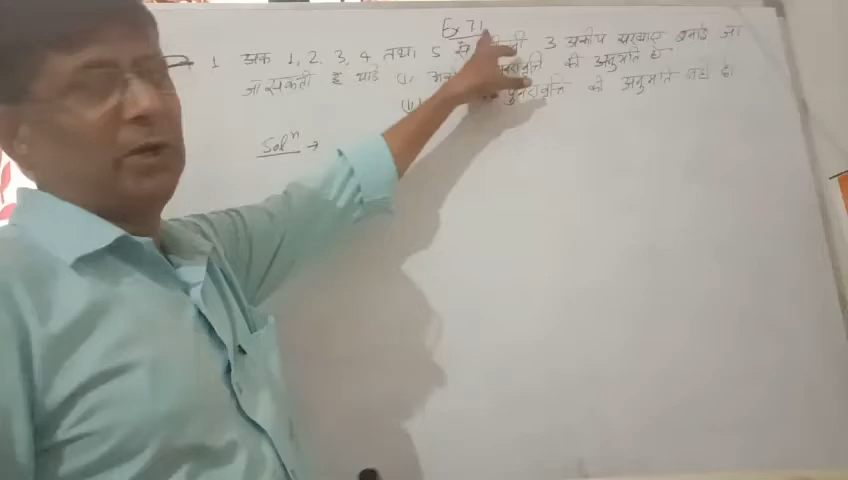 Ex 7.1
1 अंक 1, 2, 3, 4 तथा 5 से 3 अंकीय संख्याएं बनाई जा
जा सकती है यदि (i) पुनरावृत्ति की अनुमति है
(ii) पुनरावृत्ति की अनुमति नहीं है।
Solⁿ →